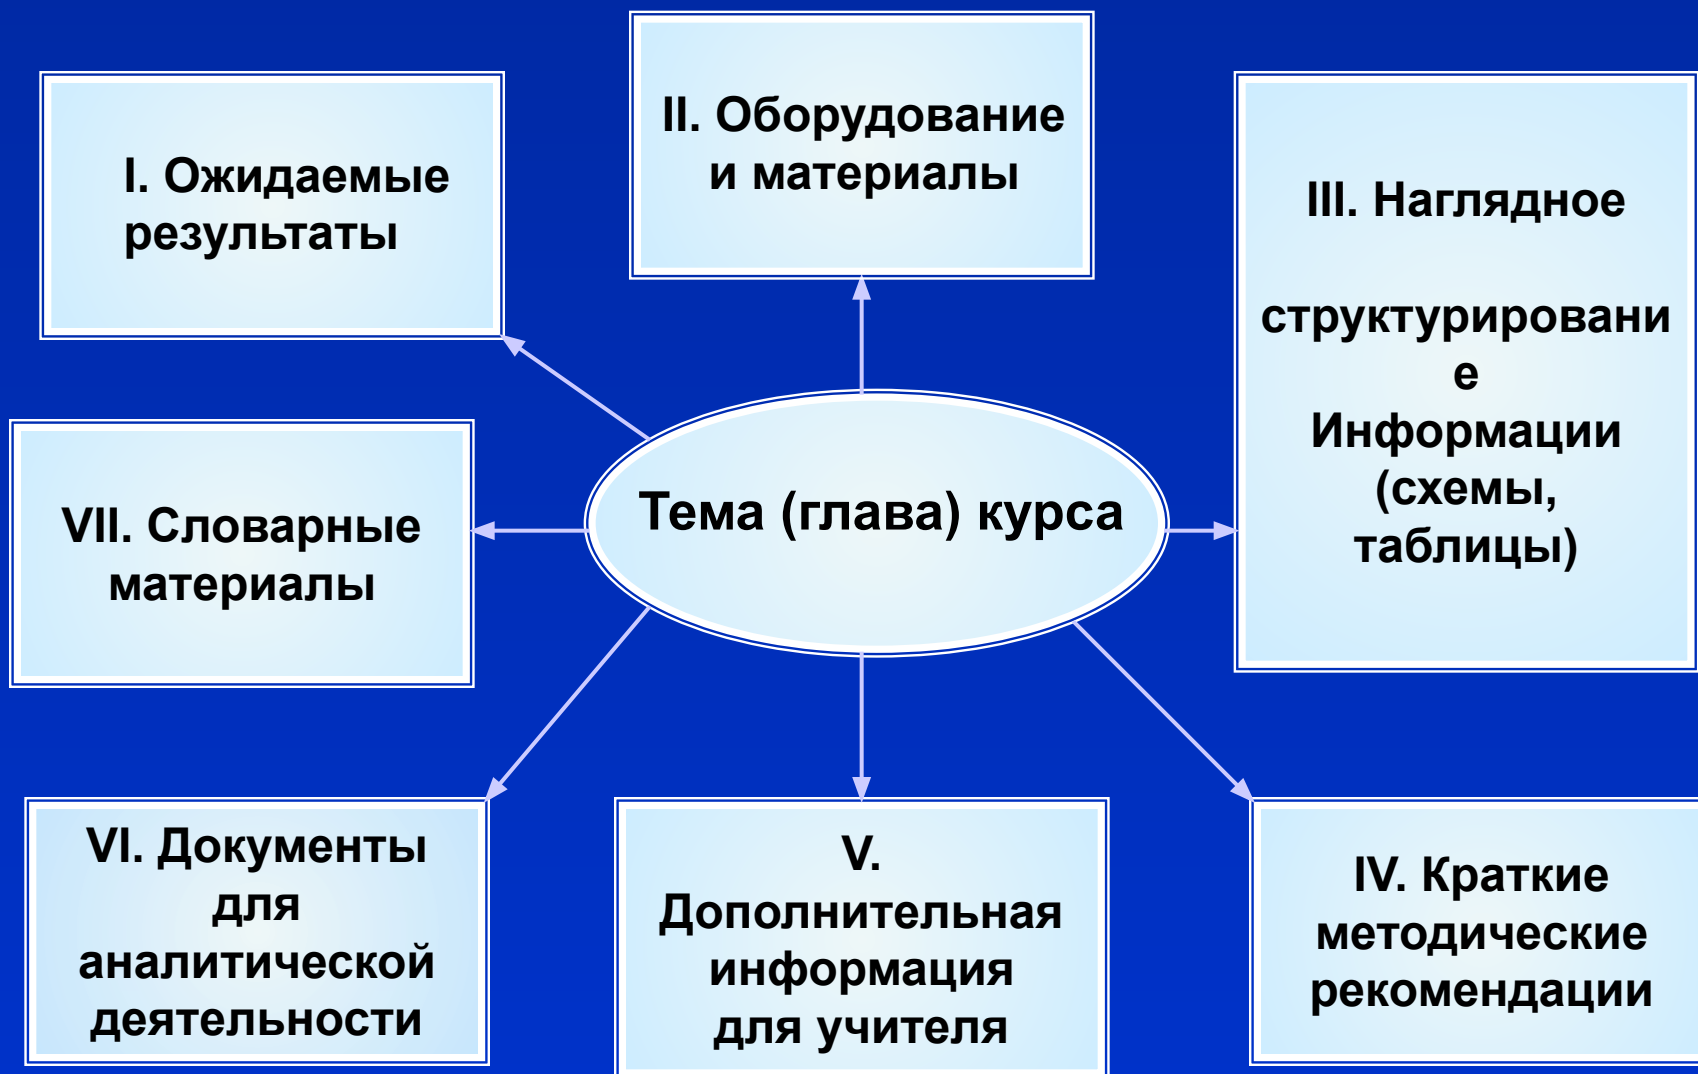 I. Ожидаемые
результаты
II. Оборудование
и материалы
III. Наглядное
структурировани
е
Информации
(схемы,
таблицы)
Тема (глава) курса
VII. Словарные
материалы
VI. Документы
для
аналитической
деятельности
V.
Дополнительная
информация
для учителя
IV. Краткие
методические
рекомендации